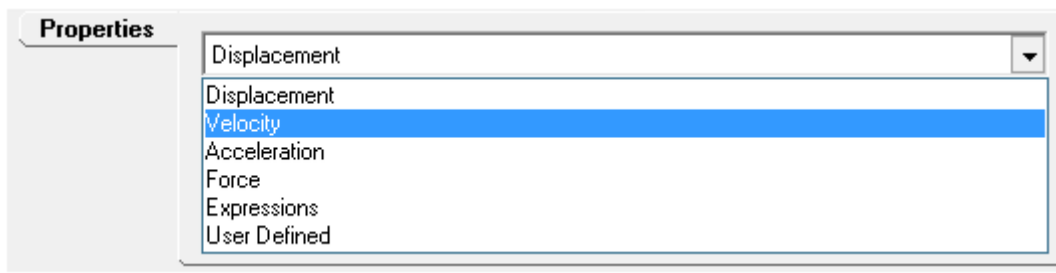 Properties
Displacement
Displacement
Velocity
Acceleration
Force
Expressions
User Defined